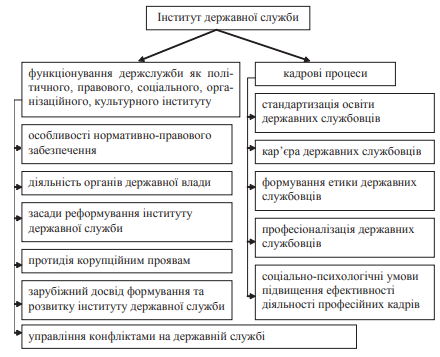 Інститут державної служби
функціонування держслужби як полі-
тичного, правового, соціального, орга-
нізаційного, культурного інституту
особливості нормативно-правового
забезпечення
діяльність органів державної влади
засади реформування інституту
державної служби
протидія корупційним проявам
зарубіжний досвід формування та
розвитку інституту державної служби
управління конфліктами на державній службі
кадрові процеси
стандартизація освіти
державних службовців
кар’єра державних службовців
формування етики державних
службовців
професіоналізація державних
службовців
соціально-психологічні умови
підвищення ефективності
діяльності професійних кадрів